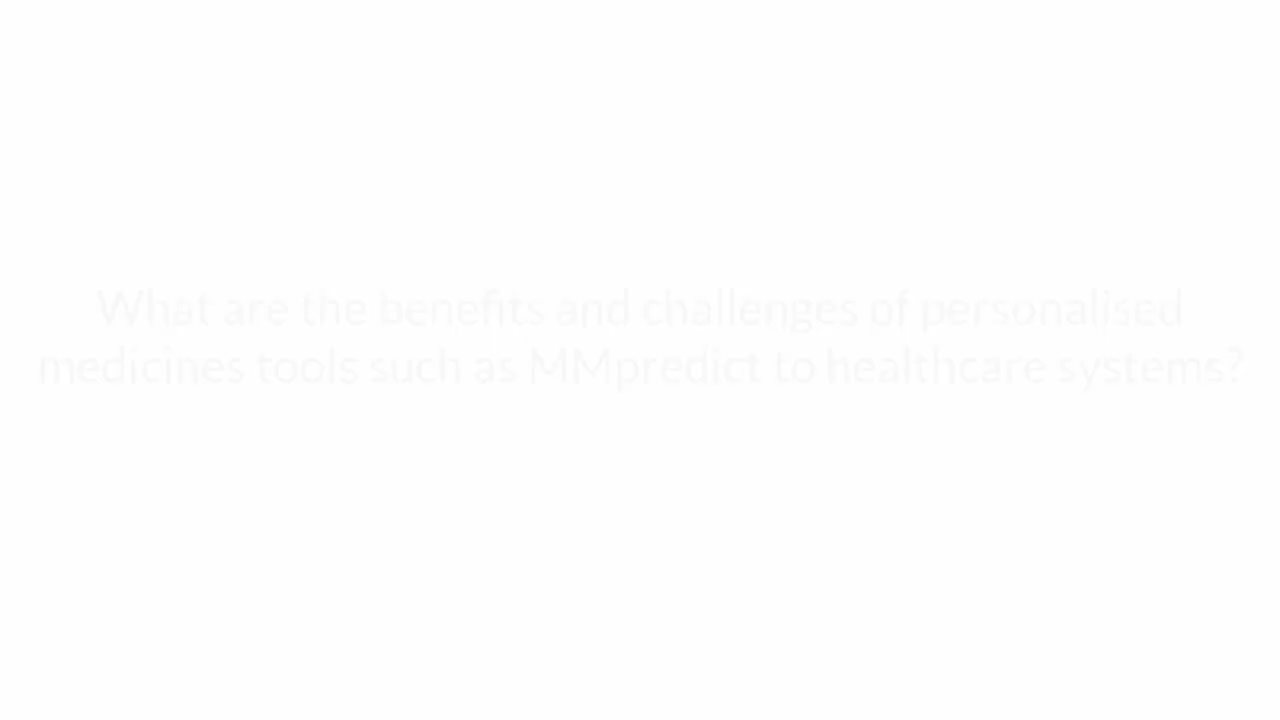 What are the benefits and challenges of personalised
medicines tools such as MMpredict to healthcare systems?